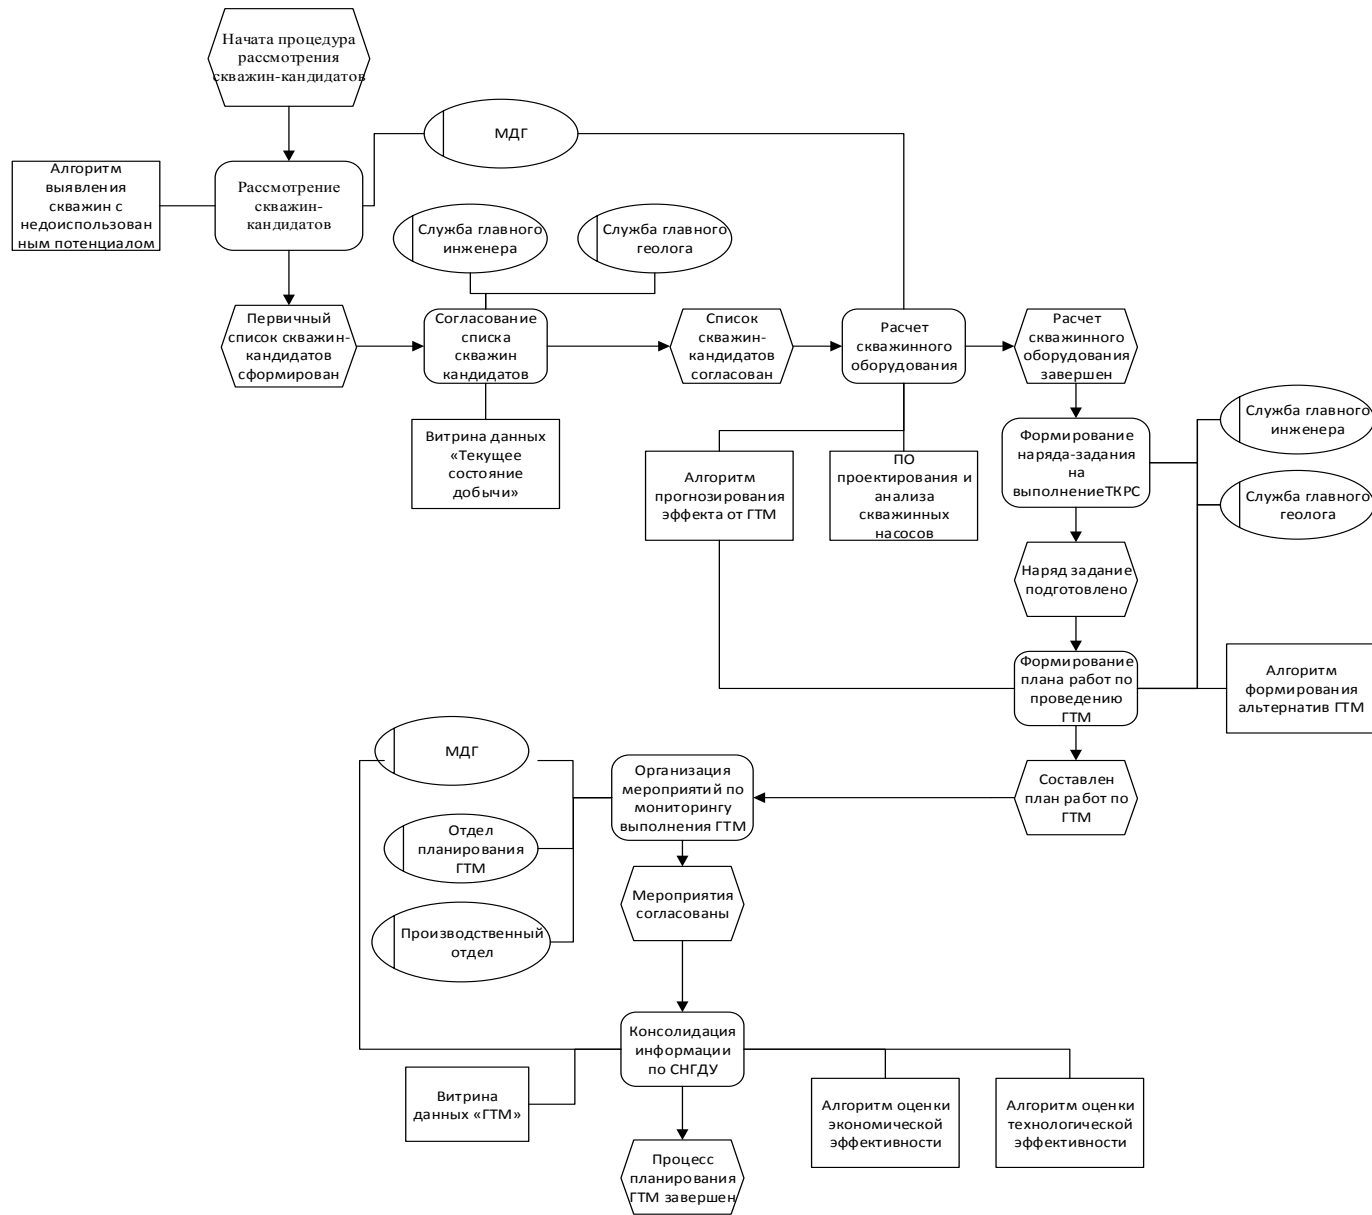 Начата процедура
рассмотрения
скважин-кандидатов
МДГ
Алгоритм
выявления
скважин с
недоиспользован
ным потенциалом
Рассмотрение
скважин-
кандидатов
Служба главного
инженера
Служба главного
геолога
Первичный
список скважин-
кандидатов
сформирован
Согласование
списка
скважин
кандидатов
Список
скважин-
кандидатов
согласован
Расчет
скважинного
оборудования
Расчет
скважинного
оборудования
завершен
Витрина данных
«Текущее
состояние
добычи»
Алгоритм
прогнозирования
эффекта от ГТМ
ПО
проектирования и
анализа
скважинных
насосов
Формирование
наряда-задания
на
выполнениеТКРС
Служба главного
инженера
Служба главного
геолога
Наряд задание
подготовлено
Формирование
плана работ по
проведению
ГТМ
Алгоритм
формирования
альтернатив ГТМ
МДГ
Организация
мероприятий по
мониторингу
выполнения ГТМ
Составлен
план работ по
ГТМ
Отдел
планирования
ГТМ
Мероприятия
согласованы
Производственный
отдел
Консолидация
информации
по СНГДУ
Витрина
данных «ГТМ»
Алгоритм оценки
экономической
эффективности
Алгоритм оценки
технологической
эффективности
Процесс
планирования
ГТМ завершен